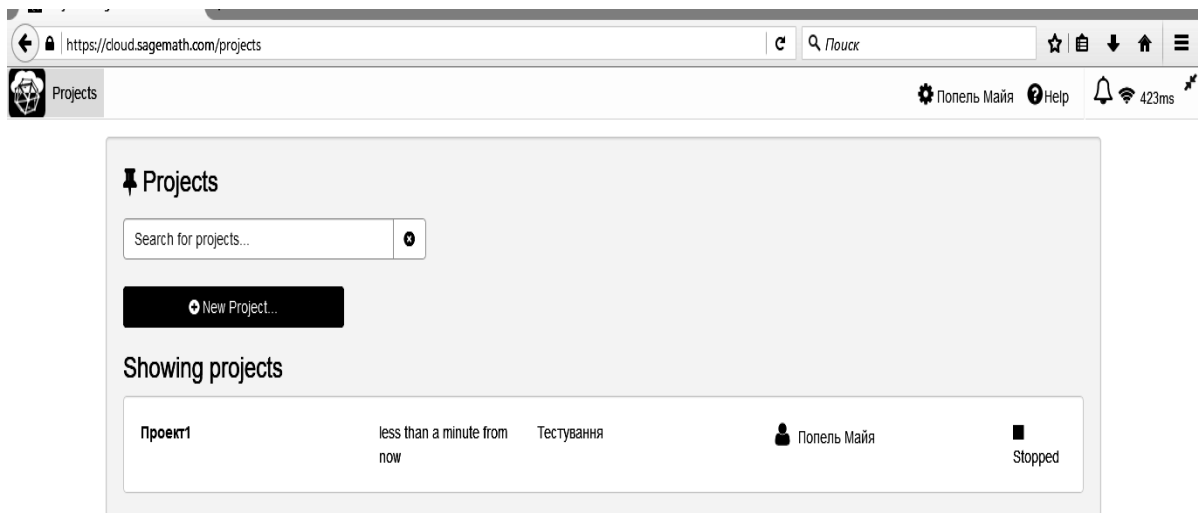 https://cloud.sagemath.com/projects
Поиск
Projects
Попель Майя
Help
423ms
Projects
Search for projects...
New Project...
Showing projects
Проект1
less than a minute from
now
Тестування
Попель Майя
Stopped